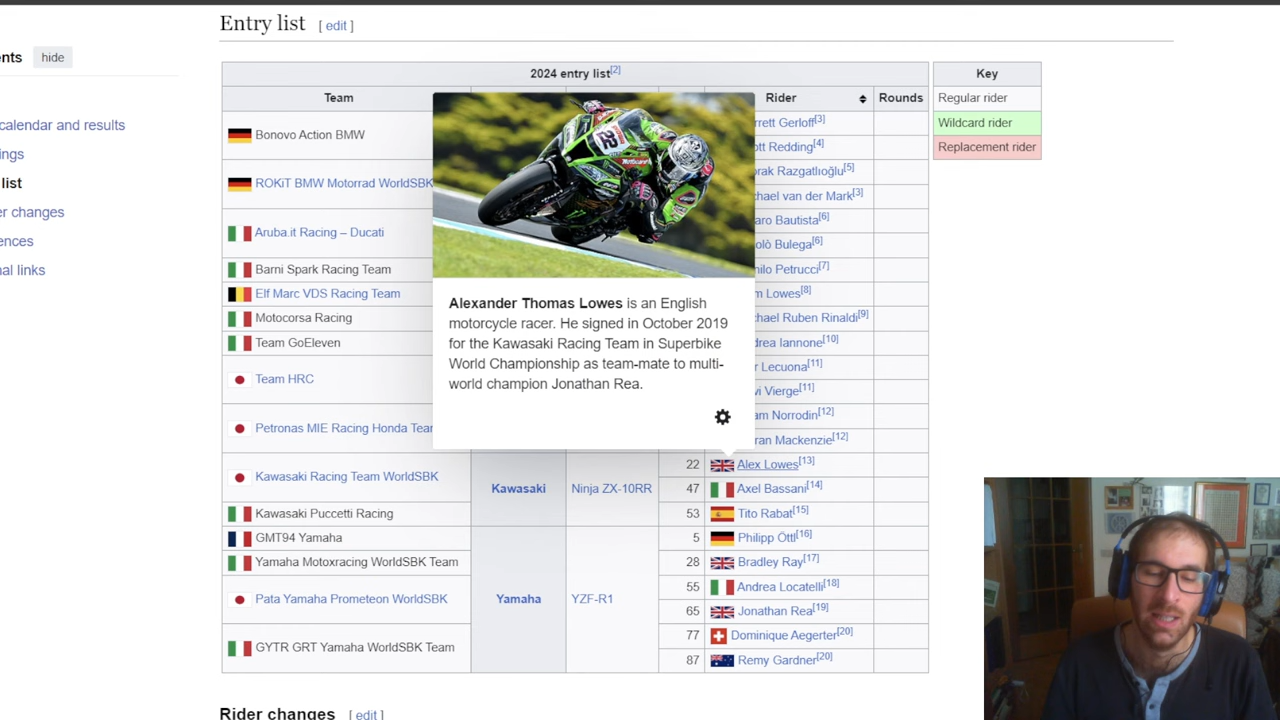 Entry list [ edit ]
ents hide
calendar and results
ings
list
er changes
ences
nal links
2024 entry list[2]
Team Rider Rounds
Bonovo Action BMW
rrett Gerloff[3]
ott Redding[4]
ROKiT BMW Motorrad WorldSBK
rak Razgatlıoğlu[5]
chael van der Mark[3]
Aruba.it Racing – Ducati
aro Bautista[6]
olò Bulega[6]
Barni Spark Racing Team
nilo Petrucci[7]
Elf Marc VDS Racing Team
m Lowes[8]
Motocorsa Racing
chael Ruben Rinaldi[9]
Team GoEleven
drea Iannone[10]
Team HRC
r Lecuona[11]
vi Vierge[11]
Petronas MIE Racing Honda Tear
am Norrodin[12]
ran Mackenzie[12]
Kawasaki Racing Team WorldSBK Kawasaki Ninja ZX-10RR
22 Alex Lowes[13]
47 Axel Bassani[14]
Kawasaki Puccetti Racing 53 Tito Rabat[15]
GMT94 Yamaha 5 Philipp Öttl[16]
Yamaha Motoxracing WorldSBK Team 28 Bradley Ray[17]
Pata Yamaha Prometeon WorldSBK Yamaha YZF-R1
55 Andrea Locatelli[18]
65 Jonathan Rea[19]
GYTR GRT Yamaha WorldSBK Team
77 Dominique Aegerter[20]
87 Remy Gardner[20]
Key
Regular rider
Wildcard rider
Replacement rider
22
Alexander Thomas Lowes is an English
motorcycle racer. He signed in October 2019
for the Kawasaki Racing Team in Superbike
World Championship as team-mate to multi-
world champion Jonathan Rea.
Rider changes [ edit ]